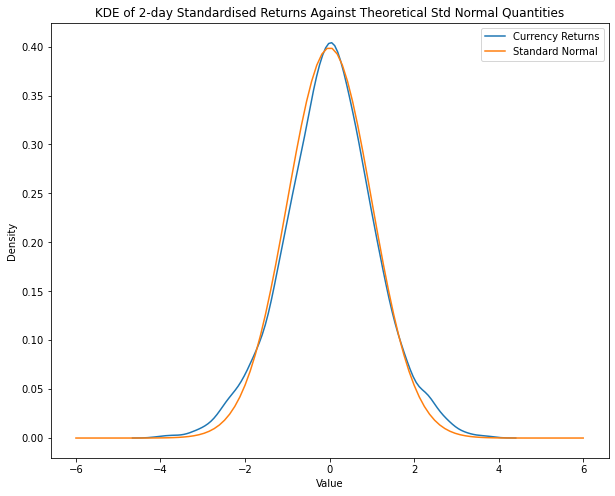 KDE of 2-day Standardised Returns Against Theoretical Std Normal Quantities
Currency Returns
Standard Normal
0.40
0.35
0.30
0.25
0.20
0.15
0.10
0.05
0.00
Density
−6 −4 −2 0 2 4 6
Value